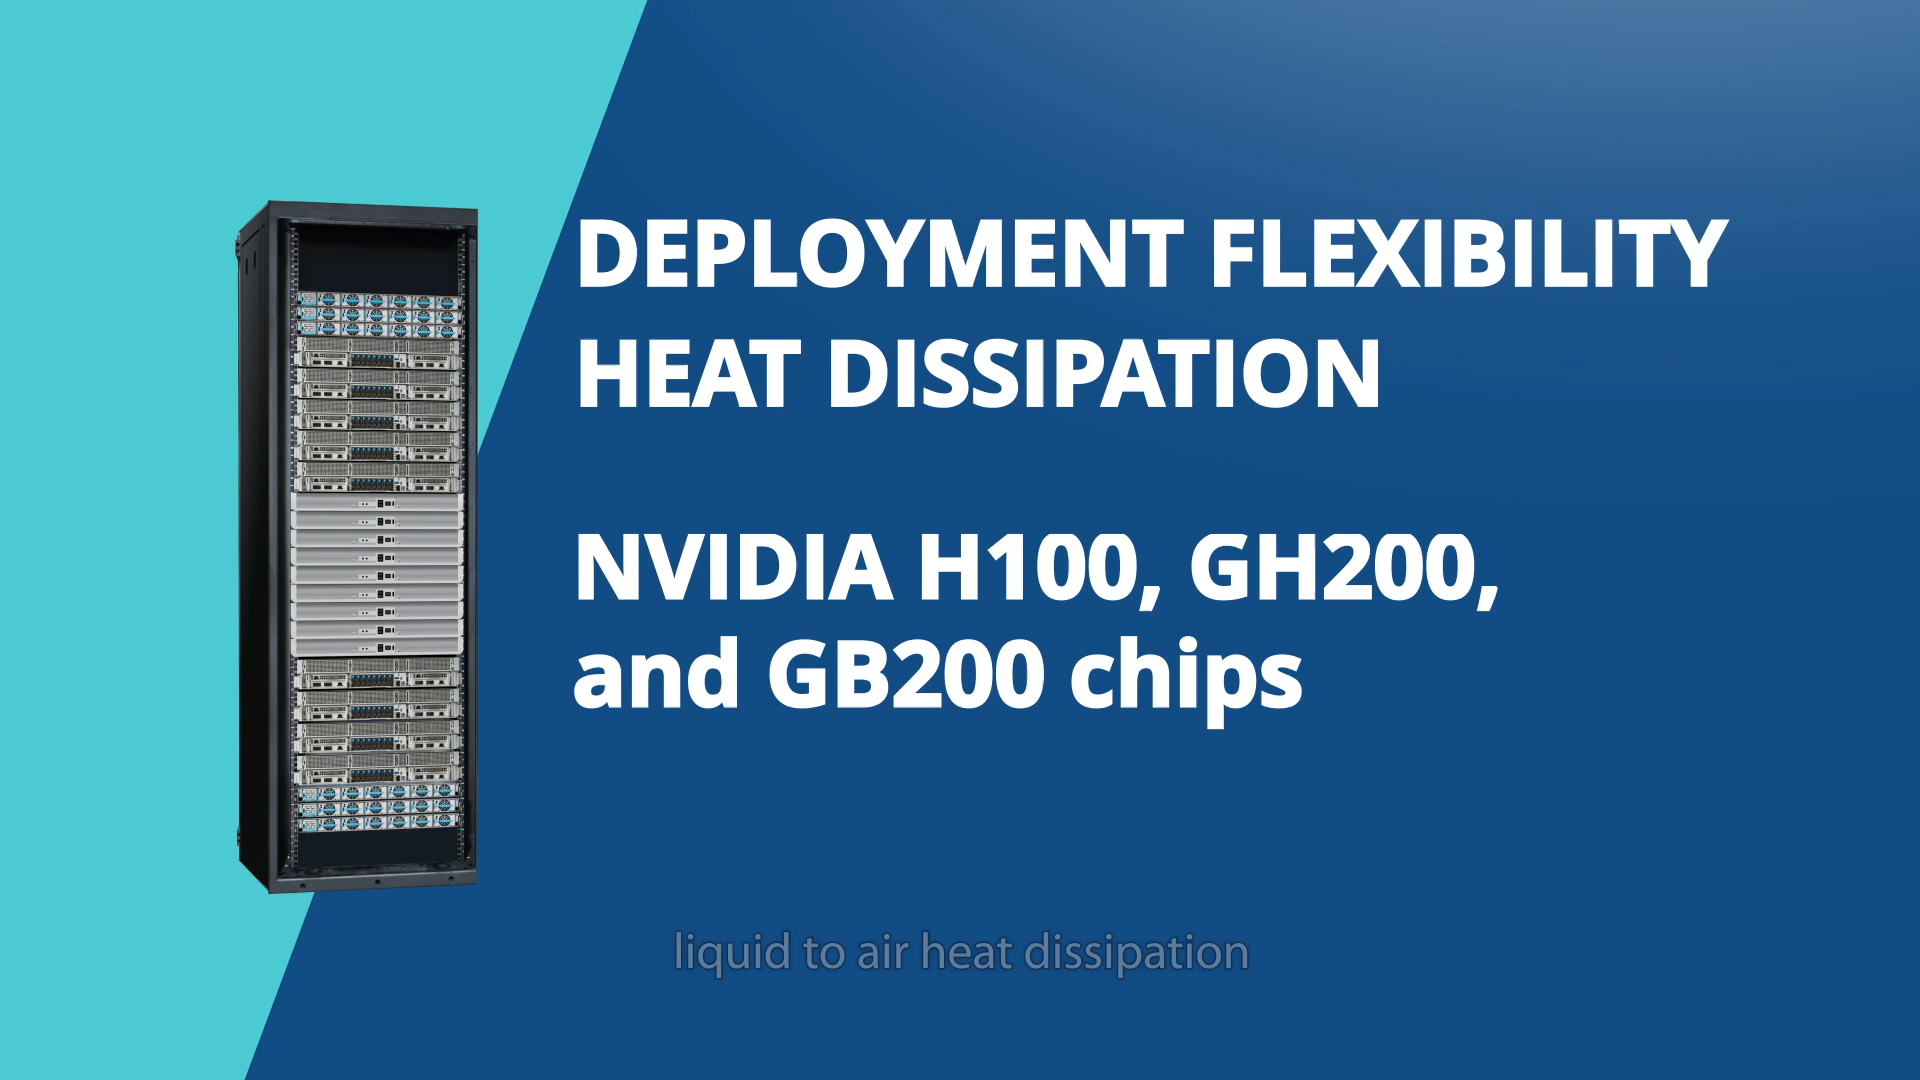 DEPLOYMENT FLEXIBILITY
HEAT DISSIPATION
NVIDIA H100, GH200,
and GB200 chips
liquid to air heat dissipation